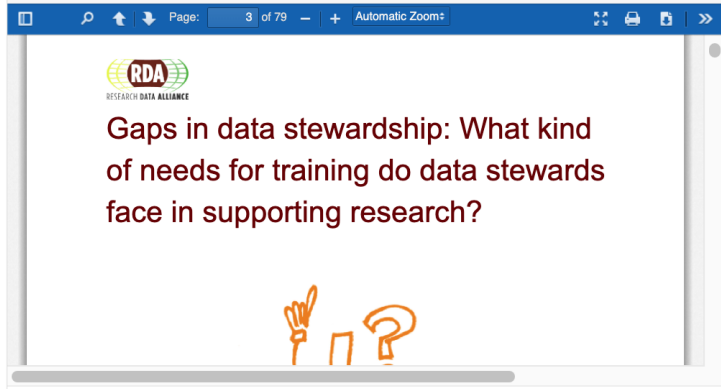 Page: 3 of 79 Automatic Zoom
RDA
RESEARCH DATA ALLIANCE
Gaps in data stewardship: What kind
of needs for training do data stewards
face in supporting research?
?